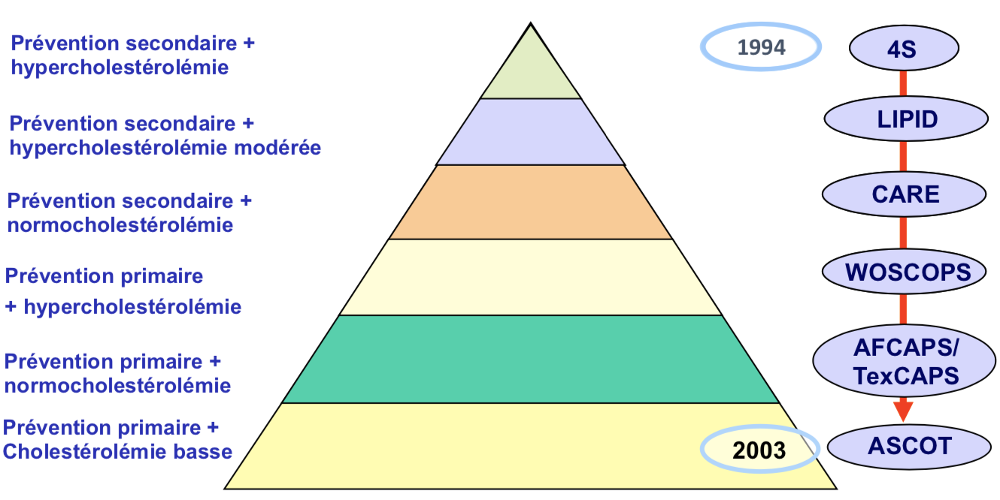 Prévention secondaire +
hypercholestérolémie
1994
4S
Prévention secondaire +
hypercholestérolémie modérée
LIPID
Prévention secondaire +
normocholestérolémie
CARE
Prévention primaire
+ hypercholestérolémie
WOSCOPS
Prévention primaire +
normocholestérolémie
AFCAPS/
TexCAPS
Prévention primaire +
Cholestérolémie basse
2003
ASCOT